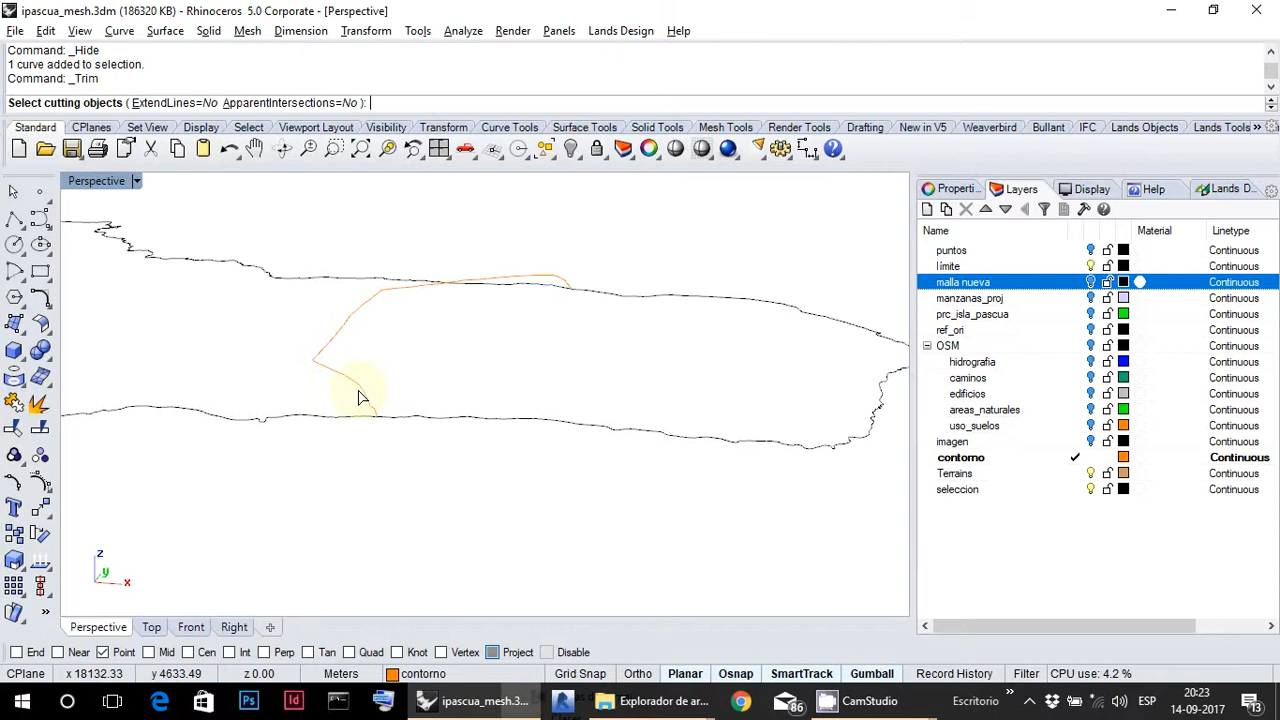 ipascua_mesh.3dm (186320 KB) - Rhinoceros 5.0 Corporate - [Perspective]
File Edit View Curve Surface Solid Mesh Dimension Transform Tools Analyze Render Panels Lands Design Help
Command: _Hide
1 curve added to selection.
Command: _Trim
Select cutting objects ( ExtendLines=No ApparentIntersections=No ):
Standard CPlanes Set View Display Select Viewport Layout Visibility Transform Curve Tools Surface Tools Solid Tools Mesh Tools Render Tools Drafting New in V5 Weaverbird Bullant IFC Lands Objects Lands Tools »
Perspective
Properti... Layers Display Help Lands D...
Name Material Linetype
puntos Continuous
límite Continuous
malla nueva Continuous
manzanas_proj Continuous
prc_isla_pascua Continuous
ref_ori Continuous
OSM Continuous
hidrografia Continuous
caminos Continuous
edificios Continuous
areas_naturales Continuous
uso_suelos Continuous
imagen Continuous
contorno Continuous
Terrains Continuous
seleccion Continuous
z
y
x
Perspective Top Front Right
End Near Point Mid Cen Int Perp Tan Quad Knot Vertex Project Disable
CPlane x 18132.33 y 4633.49 z 0.00 Meters contorno Grid Snap Ortho Planar Osnap SmartTrack Gumball Record History Filter CPU use: 4.2 %
ipascua_mesh.3... Explorador de ar... 86 CamStudio Escritorio » ESP 20:23
14-09-2017 13